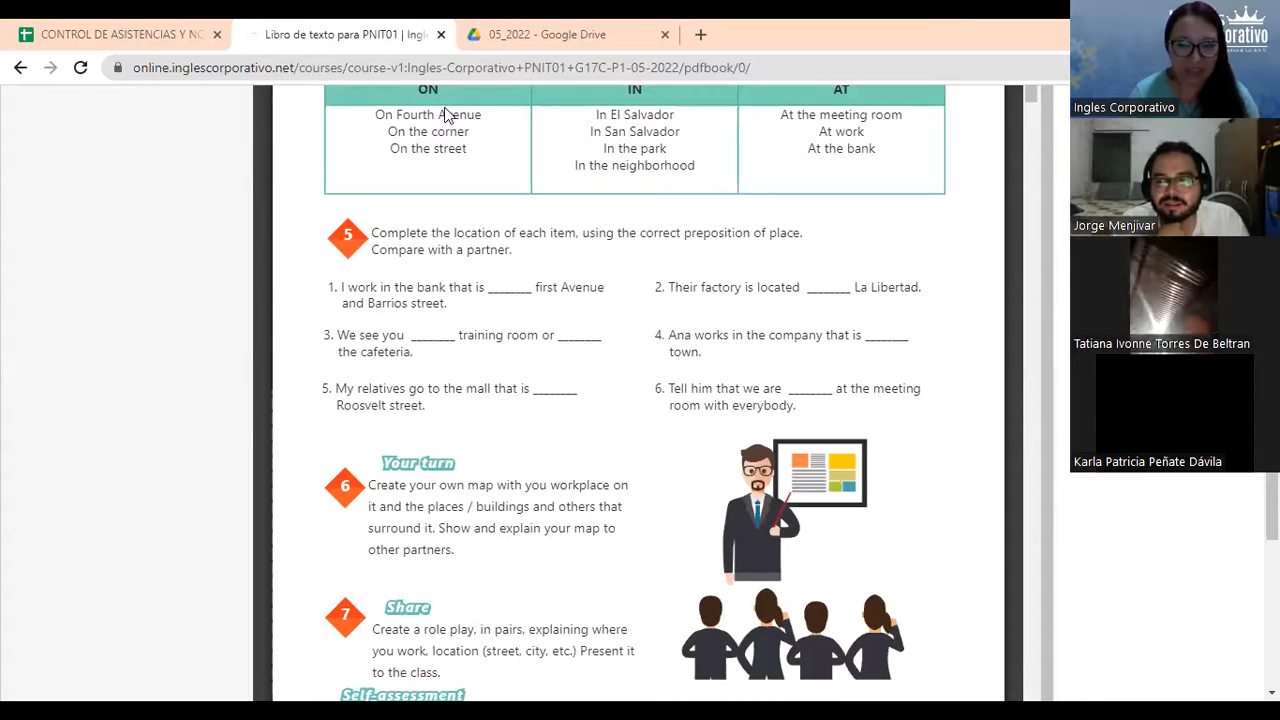 CONTROL DE ASISTENCIAS Y NO
Libro de texto para PNIT01 | Ingl
05_2022 - Google Drive
online.inglescorporativo.net/courses/course-v1:Ingles-Corporativo+PNIT01+G17C-P1-05-2022/pdfbook/0/
ON IN AT
On Fourth Avenue
On the corner
On the street
In El Salvador
In San Salvador
In the park
In the neighborhood
At the meeting room
At work
At the bank
5 Complete the location of each item, using the correct preposition of place.
Compare with a partner.
1. I work in the bank that is ________ first Avenue
and Barrios street.
2. Their factory is located ________ La Libertad.
3. We see you ________ training room or ________
the cafeteria.
4. Ana works in the company that is ________
town.
5. My relatives go to the mall that is ________
Roosvelt street.
6. Tell him that we are ________ at the meeting
room with everybody.
Your turn
6 Create your own map with you workplace on
it and the places / buildings and others that
surround it. Show and explain your map to
other partners.
Share
7 Create a role play, in pairs, explaining where
you work, location (street, city, etc.) Present it
to the class.
Self-assessment
Ingles Corporativo
Jorge Menjivar
Tatiana Ivonne Torres De Beltran
Karla Patricia Peñate Dávila